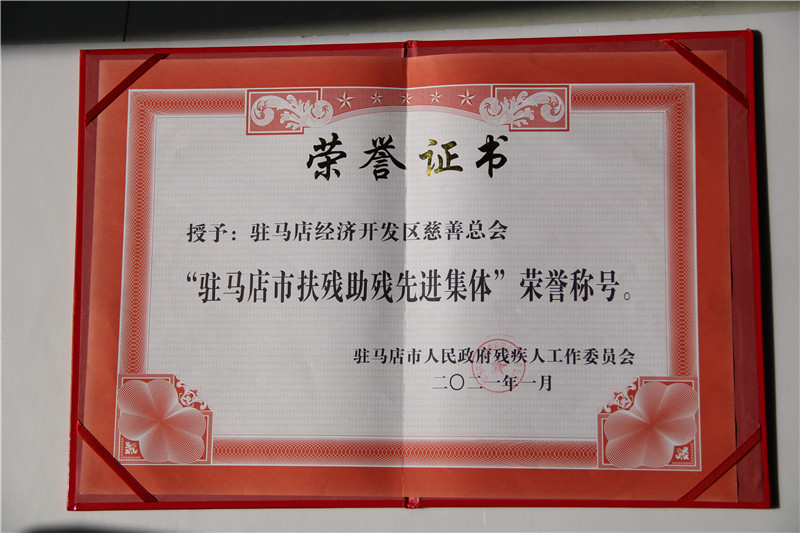 荣誉证书
授予：驻马店经济开发区慈善总会
“驻马店市扶残助残先进集体”荣誉称号。
驻马店市人民政府残疾人工作委员会
二〇二一年一月